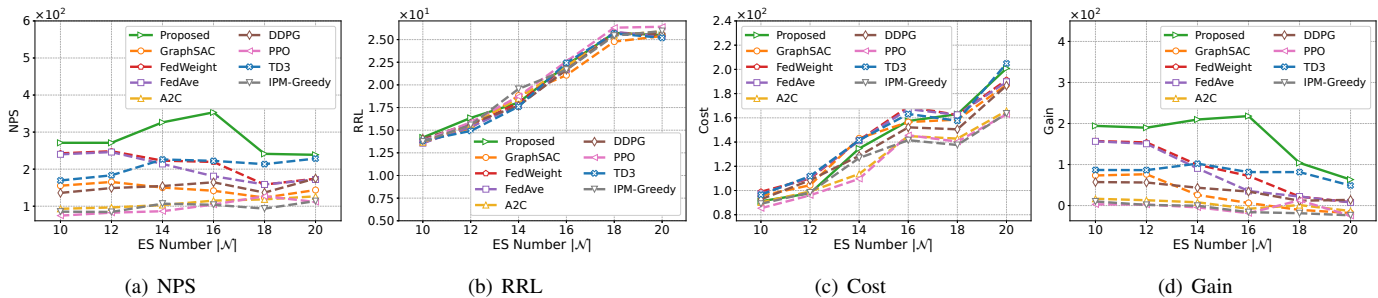 ×10²
6
5
4
3
2
1
NPS
10 12 14 16 18 20
ES Number |𝒩|
Proposed
GraphSAC
FedWeight
FedAve
A2C
DDPG
PPO
TD3
IPM-Greedy
(a) NPS
×10¹
2.50
2.25
2.00
1.75
1.50
1.25
1.00
0.75
0.50
RRL
10 12 14 16 18 20
ES Number |𝒩|
Proposed
GraphSAC
FedWeight
FedAve
A2C
DDPG
PPO
TD3
IPM-Greedy
(b) RRL
×10²
2.4
2.2
2.0
1.8
1.6
1.4
1.2
1.0
0.8
Cost
10 12 14 16 18 20
ES Number |𝒩|
Proposed
GraphSAC
FedWeight
FedAve
A2C
DDPG
PPO
TD3
IPM-Greedy
(c) Cost
×10²
4
3
2
1
0
Gain
10 12 14 16 18 20
ES Number |𝒩|
Proposed
GraphSAC
FedWeight
FedAve
A2C
DDPG
PPO
TD3
IPM-Greedy
(d) Gain